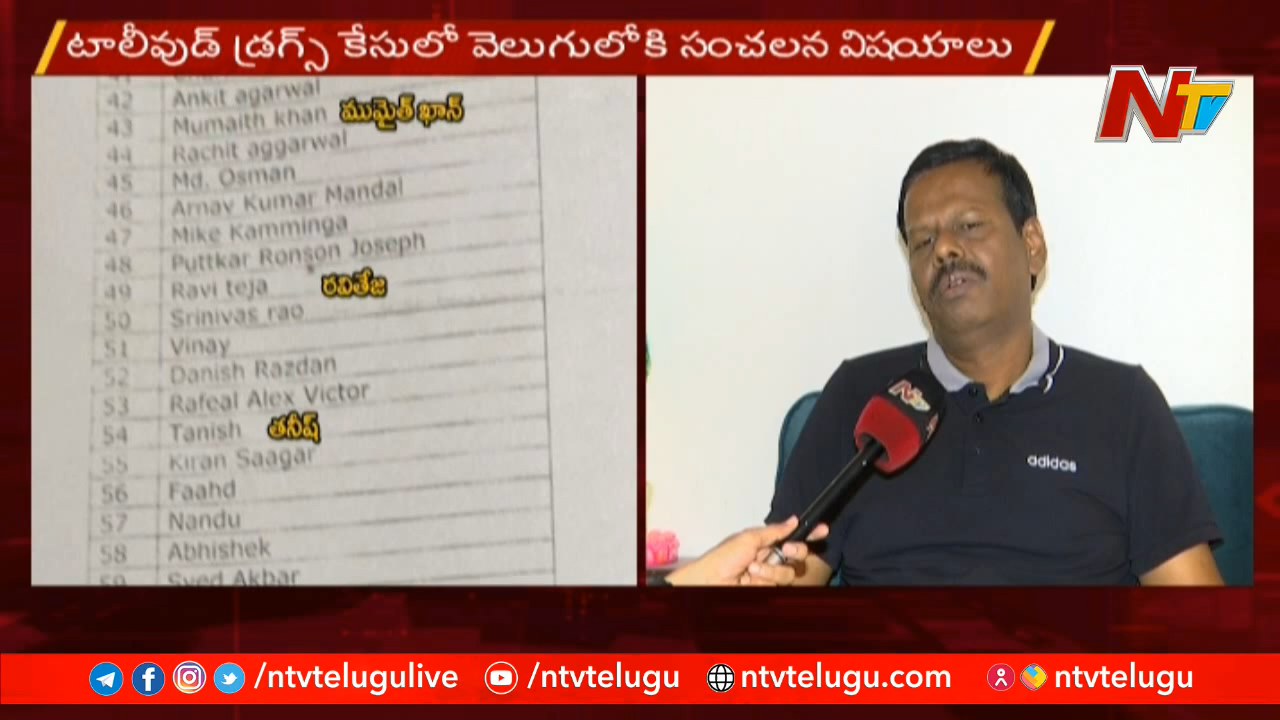 టాలీవుడ్ డ్రగ్స్ కేసులో వెలుగులోకి సంచలన విషయాలు
NTV
42 Ankit agarwal
43 Mumaith khan ముమైత్ ఖాన్
44 Rachit aggarwal
45 Md. Osman
46 Arnav Kumar Mandal
47 Mike Kamminga
48 Puttkar Ronson Joseph
49 Ravi teja రవితేజ
50 Srinivas rao
51 Vinay
52 Danish Razdan
53 Rafeal Alex Victor
54 Tanish తనీష్
55 Kiran Saagar
56 Faahd
57 Nandu
58 Abhishek
59 Syed Akbar
NTV
adidas
/ntvtelugulive /ntvtelugu ntvtelugu.com ntvtelugu